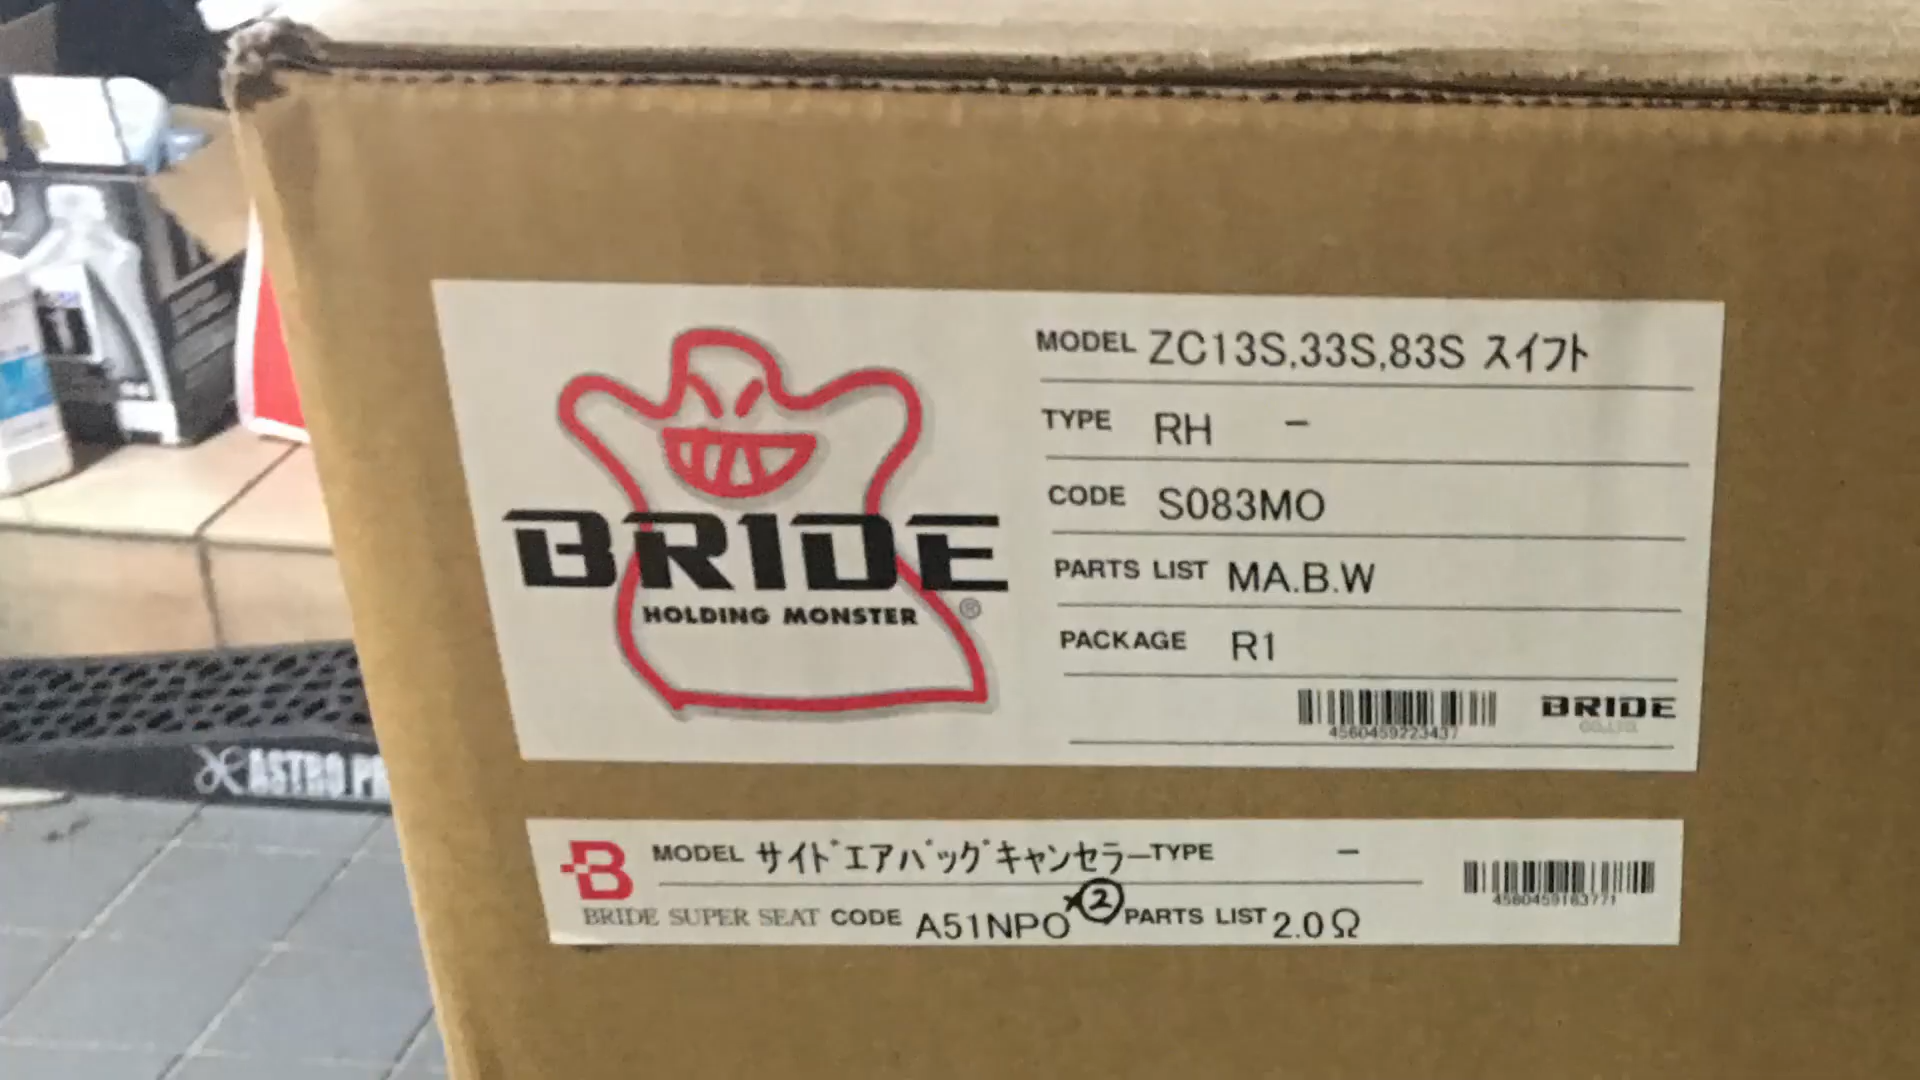 MODEL ZC13S,33S,83S スイフト
TYPE RH －
CODE S083MO
PARTS LIST MA.B.W
PACKAGE R1
BRIDE
HOLDING MONSTER
®
4560459223437
BRIDE
B
MODEL サイドエアバッグキャンセラー TYPE －
BRIDE SUPER SEAT CODE A51NPO ×② PARTS LIST 2.0Ω
ASTRO